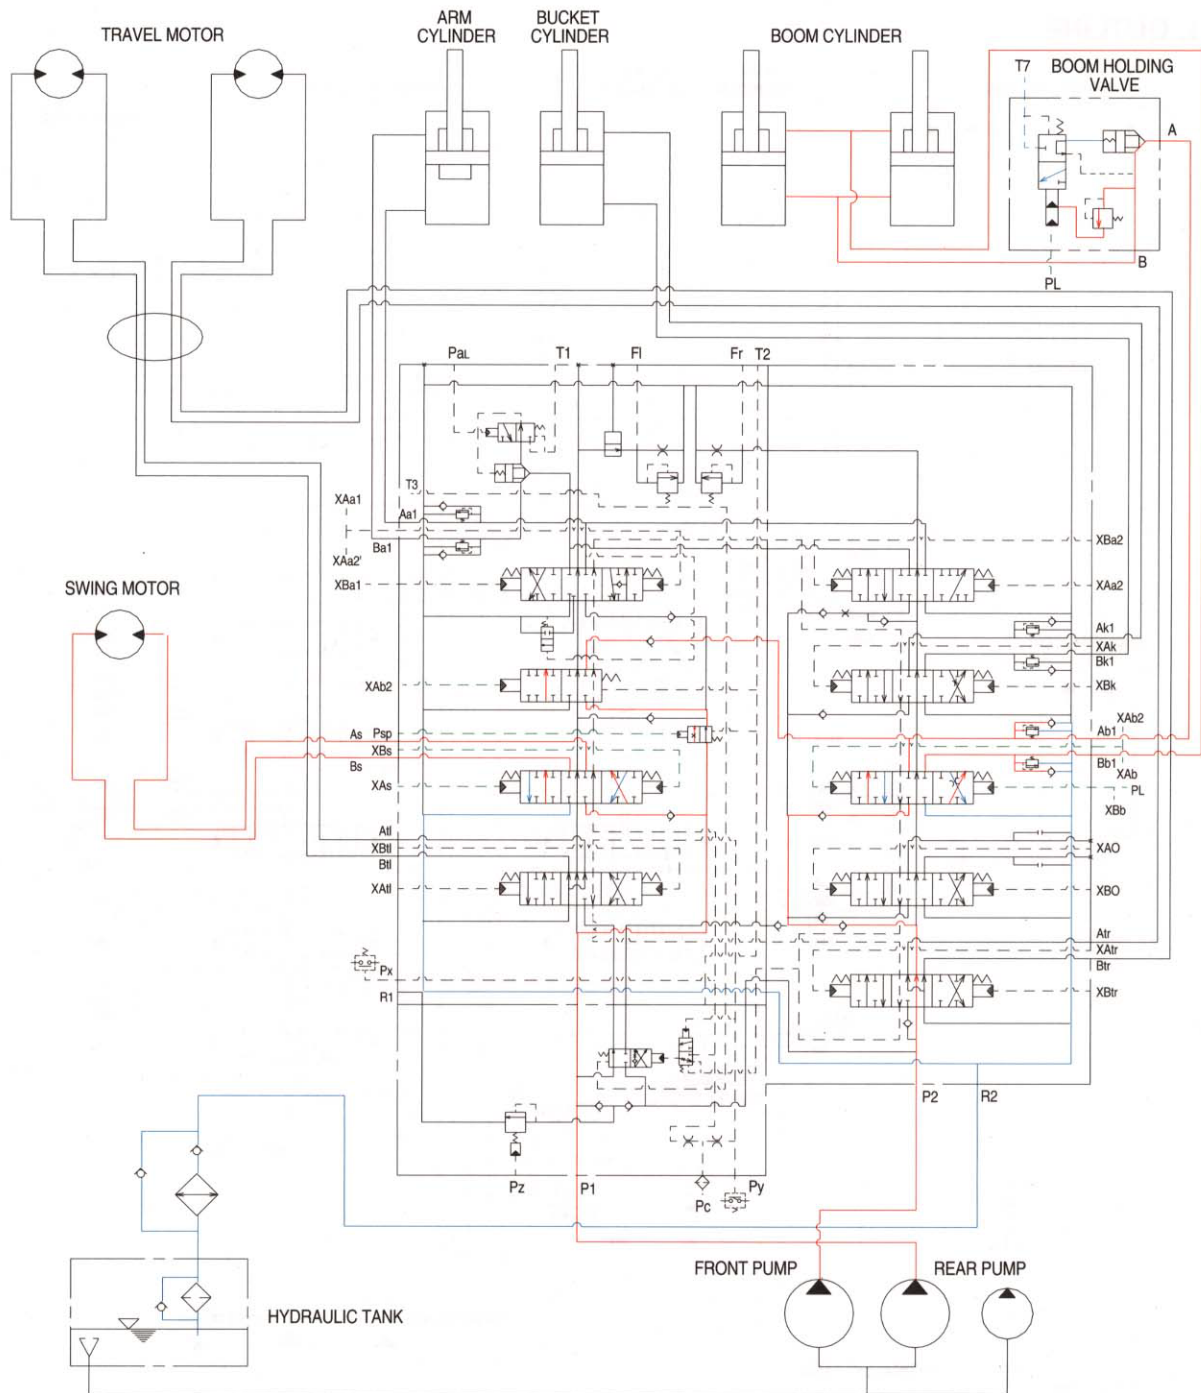 TRAVEL MOTOR
ARM
CYLINDER
BUCKET
CYLINDER
BOOM CYLINDER
T7
BOOM HOLDING
VALVE
A
B
PL
PaL
T1
Fl
Fr
T2
T3
XAa1
Aa1
Ba1
XAa2'
XBa1
XBa2
XAa2
SWING MOTOR
Ak1
XAk
Bk1
XBk
XAb2
XAb2
As
Psp
XBs
Bs
XAs
Ab1
Bb1
XAb
PL
XBb
Atl
XBtl
Btl
XAtl
XAO
XBO
Atr
XAtr
Btr
XBtr
Px
R1
P2
R2
Pz
P1
Pc
Py
FRONT PUMP
REAR PUMP
HYDRAULIC TANK